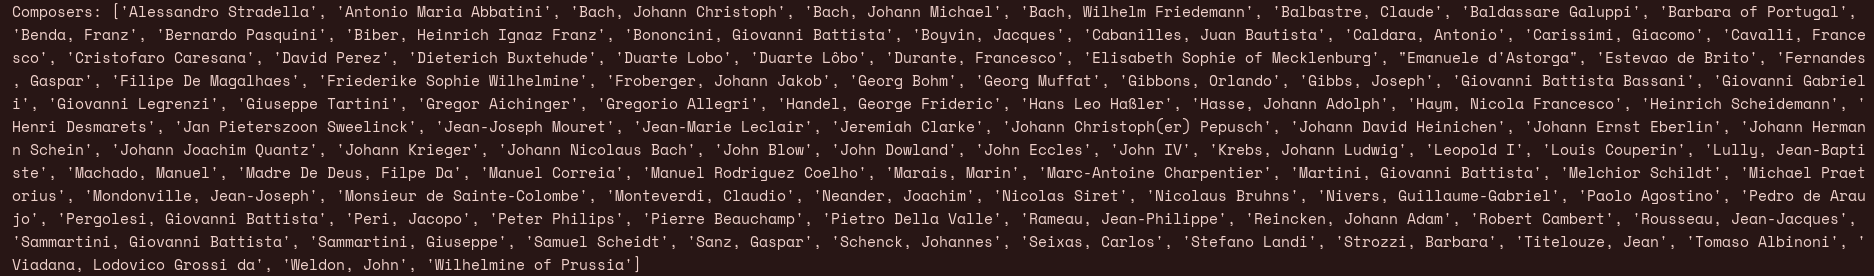 Composers: ['Alessandro Stradella', 'Antonio Maria Abbatini', 'Bach, Johann Christoph', 'Bach, Johann Michael', 'Bach, Wilhelm Friedemann', 'Balbastre, Claude', 'Baldassare Galuppi', 'Barbara of Portugal',
'Benda, Franz', 'Bernardo Pasquini', 'Biber, Heinrich Ignaz Franz', 'Bononcini, Giovanni Battista', 'Boyvin, Jacques', 'Cabanilles, Juan Bautista', 'Caldara, Antonio', 'Carissimi, Giacomo', 'Cavalli, France
sco', 'Cristofaro Caresana', 'David Perez', 'Dieterich Buxtehude', 'Duarte Lobo', 'Duarte Lôbo', 'Durante, Francesco', 'Elisabeth Sophie of Mecklenburg', "Emanuele d'Astorga", 'Estevao de Brito', 'Fernandes
, Gaspar', 'Filipe De Magalhaes', 'Friederike Sophie Wilhelmine', 'Froberger, Johann Jakob', 'Georg Bohm', 'Georg Muffat', 'Gibbons, Orlando', 'Gibbs, Joseph', 'Giovanni Battista Bassani', 'Giovanni Gabriel
i', 'Giovanni Legrenzi', 'Giuseppe Tartini', 'Gregor Aichinger', 'Gregorio Allegri', 'Handel, George Frideric', 'Hans Leo Haßler', 'Hasse, Johann Adolph', 'Haym, Nicola Francesco', 'Heinrich Scheidemann', '
Henri Desmarets', 'Jan Pieterszoon Sweelinck', 'Jean-Joseph Mouret', 'Jean-Marie Leclair', 'Jeremiah Clarke', 'Johann Christoph(er) Pepusch', 'Johann David Heinichen', 'Johann Ernst Eberlin', 'Johann Herman
n Schein', 'Johann Joachim Quantz', 'Johann Krieger', 'Johann Nicolaus Bach', 'John Blow', 'John Dowland', 'John Eccles', 'John IV', 'Krebs, Johann Ludwig', 'Leopold I', 'Louis Couperin', 'Lully, Jean-Bapti
ste', 'Machado, Manuel', 'Madre De Deus, Filpe Da', 'Manuel Correia', 'Manuel Rodriguez Coelho', 'Marais, Marin', 'Marc-Antoine Charpentier', 'Martini, Giovanni Battista', 'Melchior Schildt', 'Michael Praet
orius', 'Mondonville, Jean-Joseph', 'Monsieur de Sainte-Colombe', 'Monteverdi, Claudio', 'Neander, Joachim', 'Nicolas Siret', 'Nicolaus Bruhns', 'Nivers, Guillaume-Gabriel', 'Paolo Agostino', 'Pedro de Arau
jo', 'Pergolesi, Giovanni Battista', 'Peri, Jacopo', 'Peter Philips', 'Pierre Beauchamp', 'Pietro Della Valle', 'Rameau, Jean-Philippe', 'Reincken, Johann Adam', 'Robert Cambert', 'Rousseau, Jean-Jacques',
'Sammartini, Giovanni Battista', 'Sammartini, Giuseppe', 'Samuel Scheidt', 'Sanz, Gaspar', 'Schenck, Johannes', 'Seixas, Carlos', 'Stefano Landi', 'Strozzi, Barbara', 'Titelouze, Jean', 'Tomaso Albinoni', '
Viadana, Lodovico Grossi da', 'Weldon, John', 'Wilhelmine of Prussia']